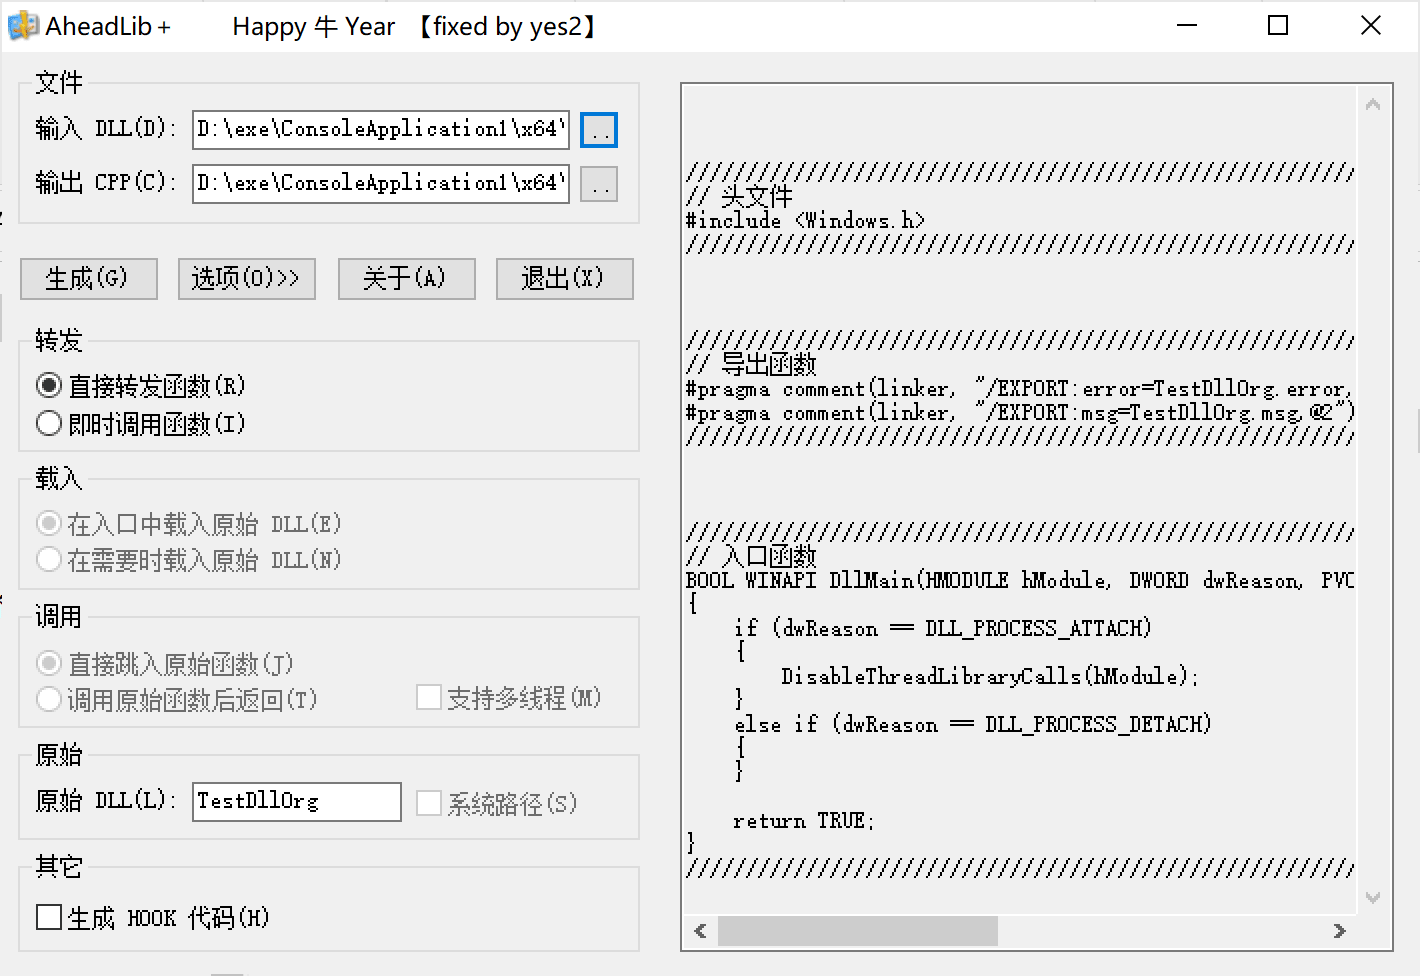 AheadLib+ Happy 牛 Year 【fixed by yes2】
文件
输入 DLL(D): D:\exe\ConsoleApplication1\x64\ ..
输出 CPP(C): D:\exe\ConsoleApplication1\x64\ ..
生成(G) 选项(O)>> 关于(A) 退出(X)
转发
直接转发函数(R)
即时调用函数(I)
载入
在入口中载入原始 DLL(E)
在需要时载入原始 DLL(N)
调用
直接跳入原始函数(J)
调用原始函数后返回(T) 支持多线程(M)
原始
原始 DLL(L): TestDllOrg 系统路径(S)
其它
生成 HOOK 代码(H)
////////////////////////////////////////////////////////
// 头文件
#include <Windows.h>
////////////////////////////////////////////////////////
////////////////////////////////////////////////////////
// 导出函数
#pragma comment(linker, "/EXPORT:error=TestDllOrg.error,
#pragma comment(linker, "/EXPORT:msg=TestDllOrg.msg,@2")
////////////////////////////////////////////////////////
////////////////////////////////////////////////////////
// 入口函数
BOOL WINAPI DllMain(HMODULE hModule, DWORD dwReason, PVO
{
if (dwReason == DLL_PROCESS_ATTACH)
{
DisableThreadLibraryCalls(hModule);
}
else if (dwReason == DLL_PROCESS_DETACH)
{
}
return TRUE;
}
////////////////////////////////////////////////////////